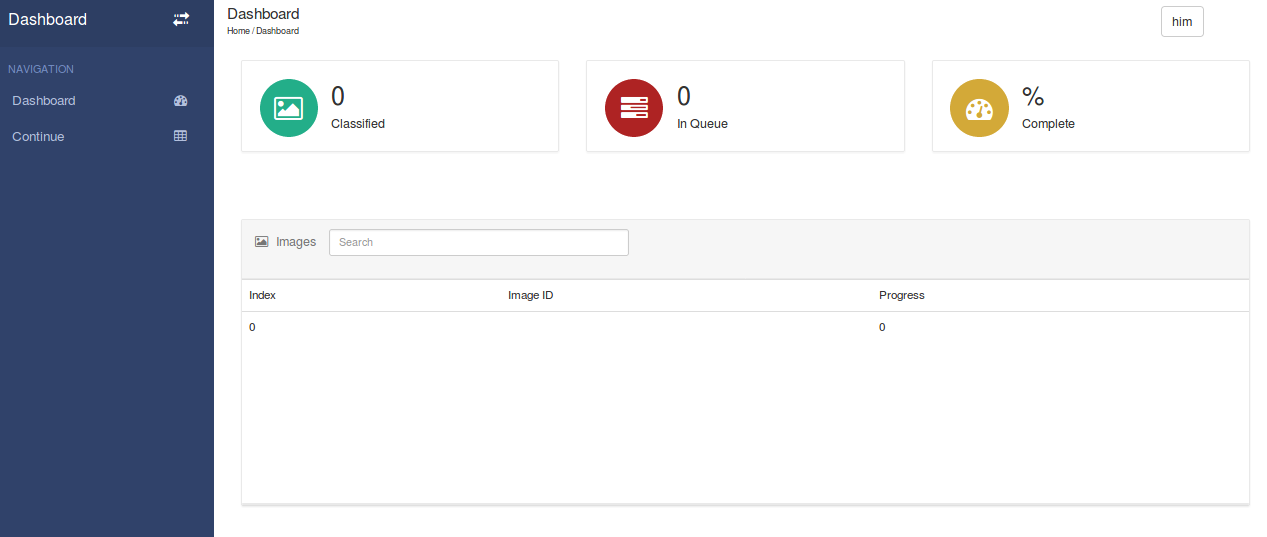 Dashboard
NAVIGATION
Dashboard
Continue
Dashboard
Home / Dashboard
him
0
Classified
0
In Queue
%
Complete
Images Search
Index Image ID Progress
0 0